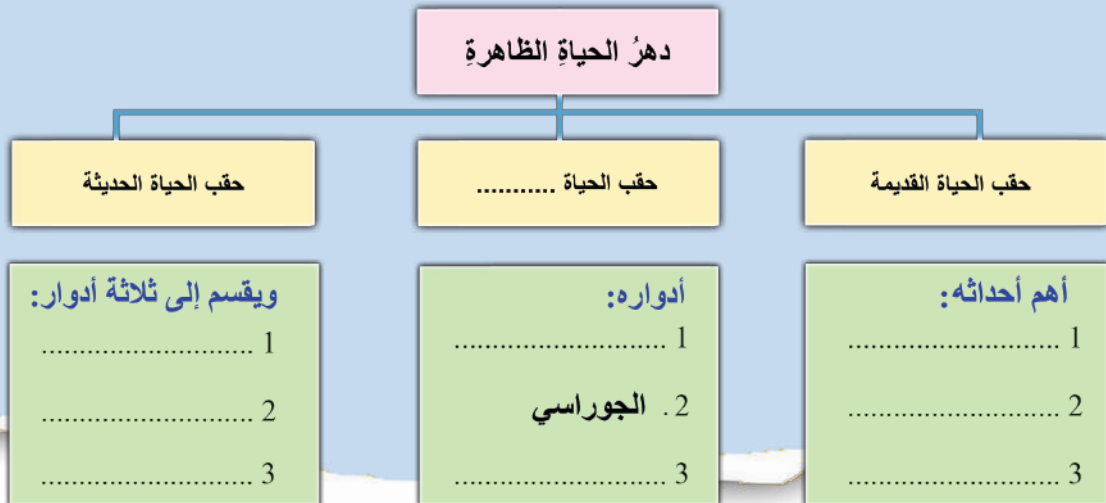 دهرُ الحياةِ الظاهرةِ
حقب الحياة القديمة
حقب الحياة ...........
حقب الحياة الحديثة
أهم أحداثه:
1 ............................
2 ............................
3 ............................
أدواره:
1 ............................
2. الجوراسي
3 ............................
ويقسم إلى ثلاثة أدوار:
1 ............................
2 ............................
3 ............................